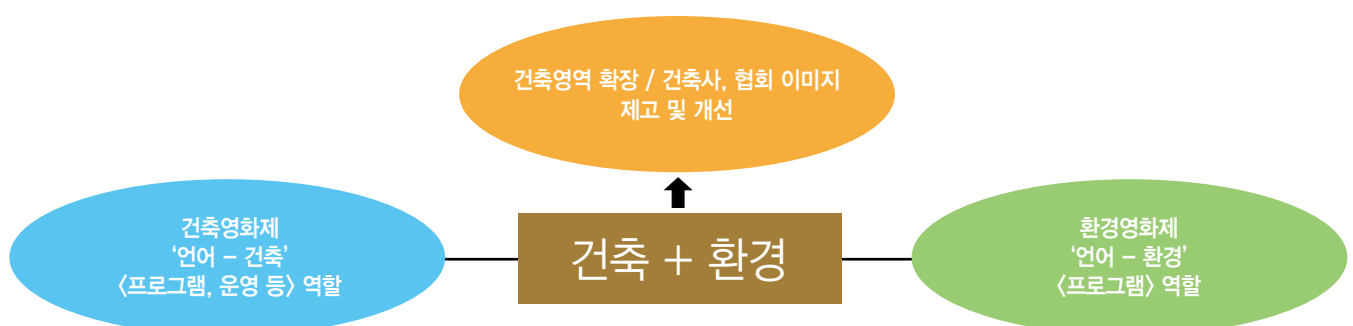 건축영역 확장 / 건축사, 협회 이미지
제고 및 개선
건축영화제
‘언어 – 건축’
〈프로그램, 운영 등〉 역할
건축 + 환경
환경영화제
‘언어 – 환경’
〈프로그램〉 역할